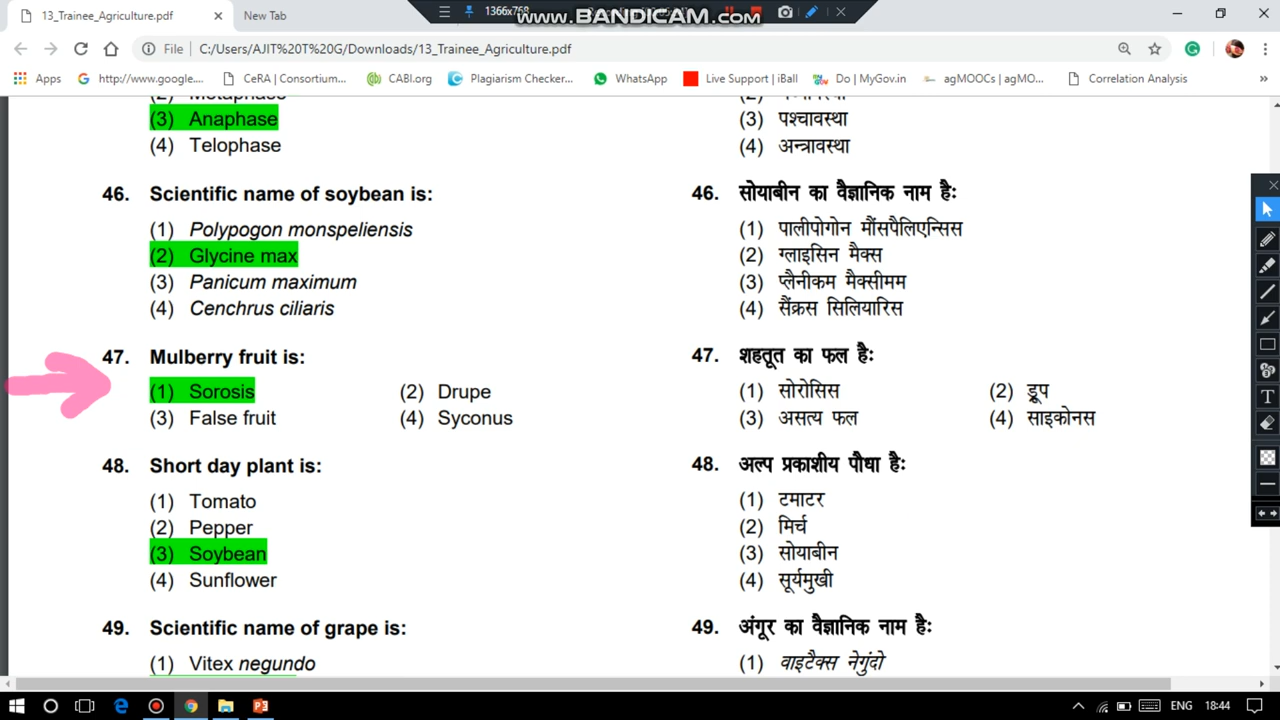 13_Trainee_Agriculture.pdf
New Tab
1366x768
www.BANDICAM.com
File
C:/Users/AJIT%20T%20G/Downloads/13_Trainee_Agriculture.pdf
Apps
http://www.google....
CeRA | Consortium...
CABI.org
Plagiarism Checker...
WhatsApp
Live Support | iBall
Do | MyGov.in
agMOOCs | agMO...
Correlation Analysis
»
(2) Metaphase
(3) Anaphase
(4) Telophase
(3) पश्चावस्था
(4) अन्त्रावस्था
46. Scientific name of soybean is:
(1) Polypogon monspeliensis
(2) Glycine max
(3) Panicum maximum
(4) Cenchrus ciliaris
46. सोयाबीन का वैज्ञानिक नाम है:
(1) पालीपोगोन मौंसपैलिएन्सिस
(2) ग्लाइसिन मैक्स
(3) प्लैनीकम मैक्सीमम
(4) सैंक्रस सिलियारिस
47. Mulberry fruit is:
(1) Sorosis (2) Drupe
(3) False fruit (4) Syconus
47. शहतूत का फल है:
(1) सोरोसिस (2) ड्रूप
(3) असत्य फल (4) साइकोनस
48. Short day plant is:
(1) Tomato
(2) Pepper
(3) Soybean
(4) Sunflower
48. अल्प प्रकाशीय पौधा है:
(1) टमाटर
(2) मिर्च
(3) सोयाबीन
(4) सूर्यमुखी
49. Scientific name of grape is:
(1) Vitex negundo
49. अंगूर का वैज्ञानिक नाम है:
(1) वाइटैक्स नेगुंदो
T
ENG
18:44